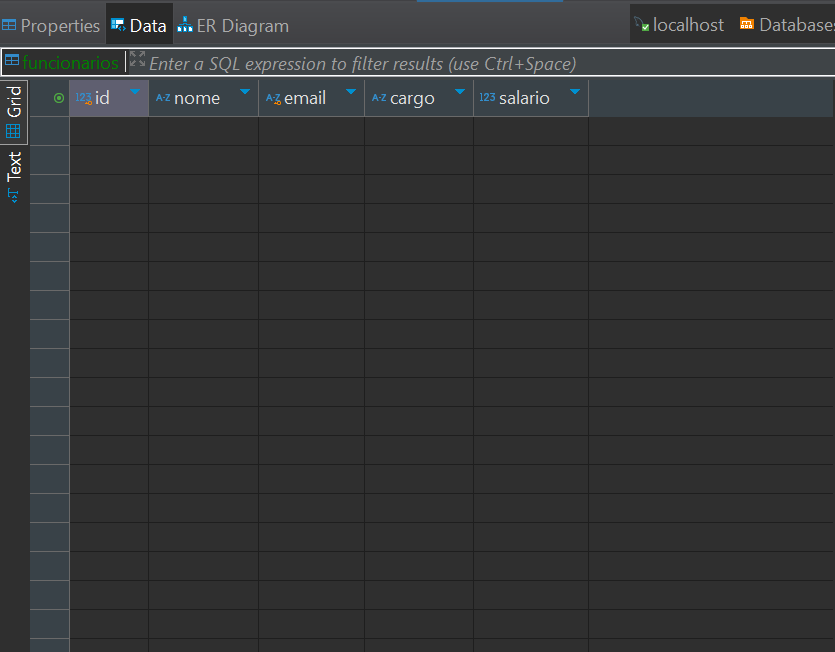 Properties Data ER Diagram localhost Databases
funcionarios Enter a SQL expression to filter results (use Ctrl+Space)
Grid 123 id A-Z nome A-Z email A-Z cargo 123 salario
Text